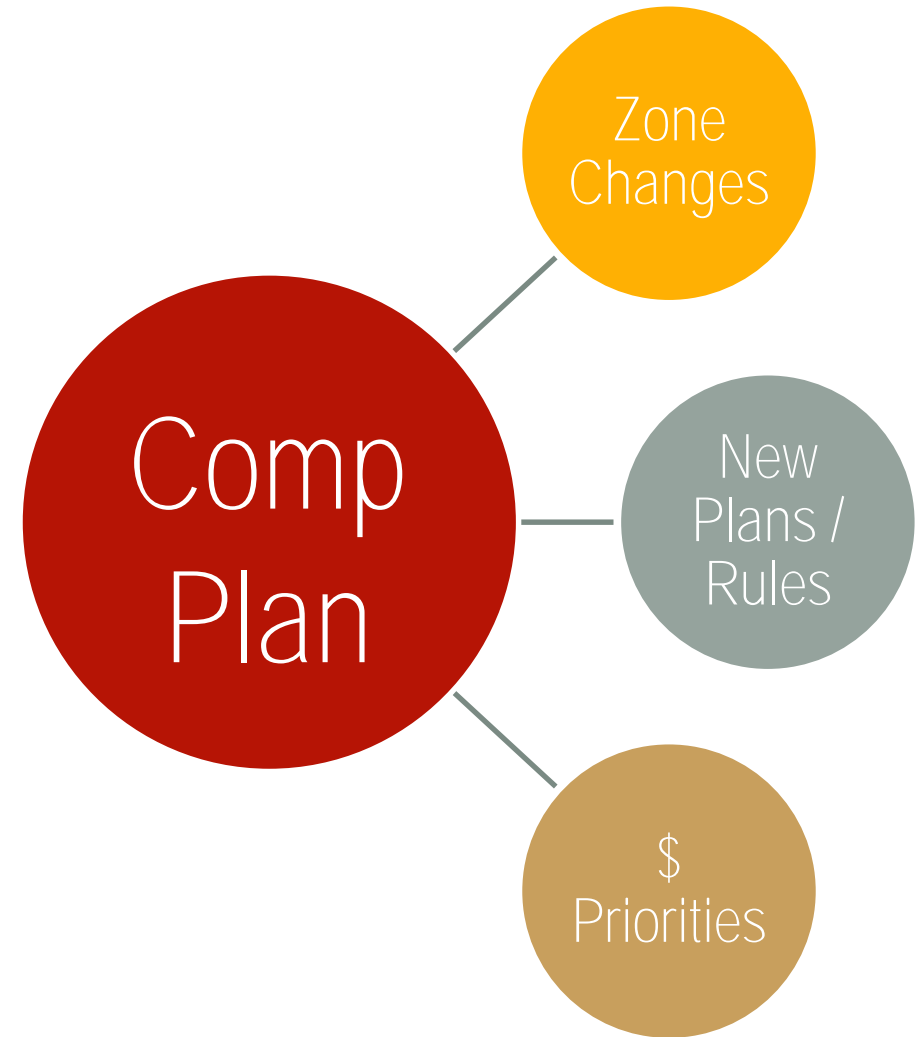 Comp
Plan
Zone
Changes
New
Plans /
Rules
$
Priorities